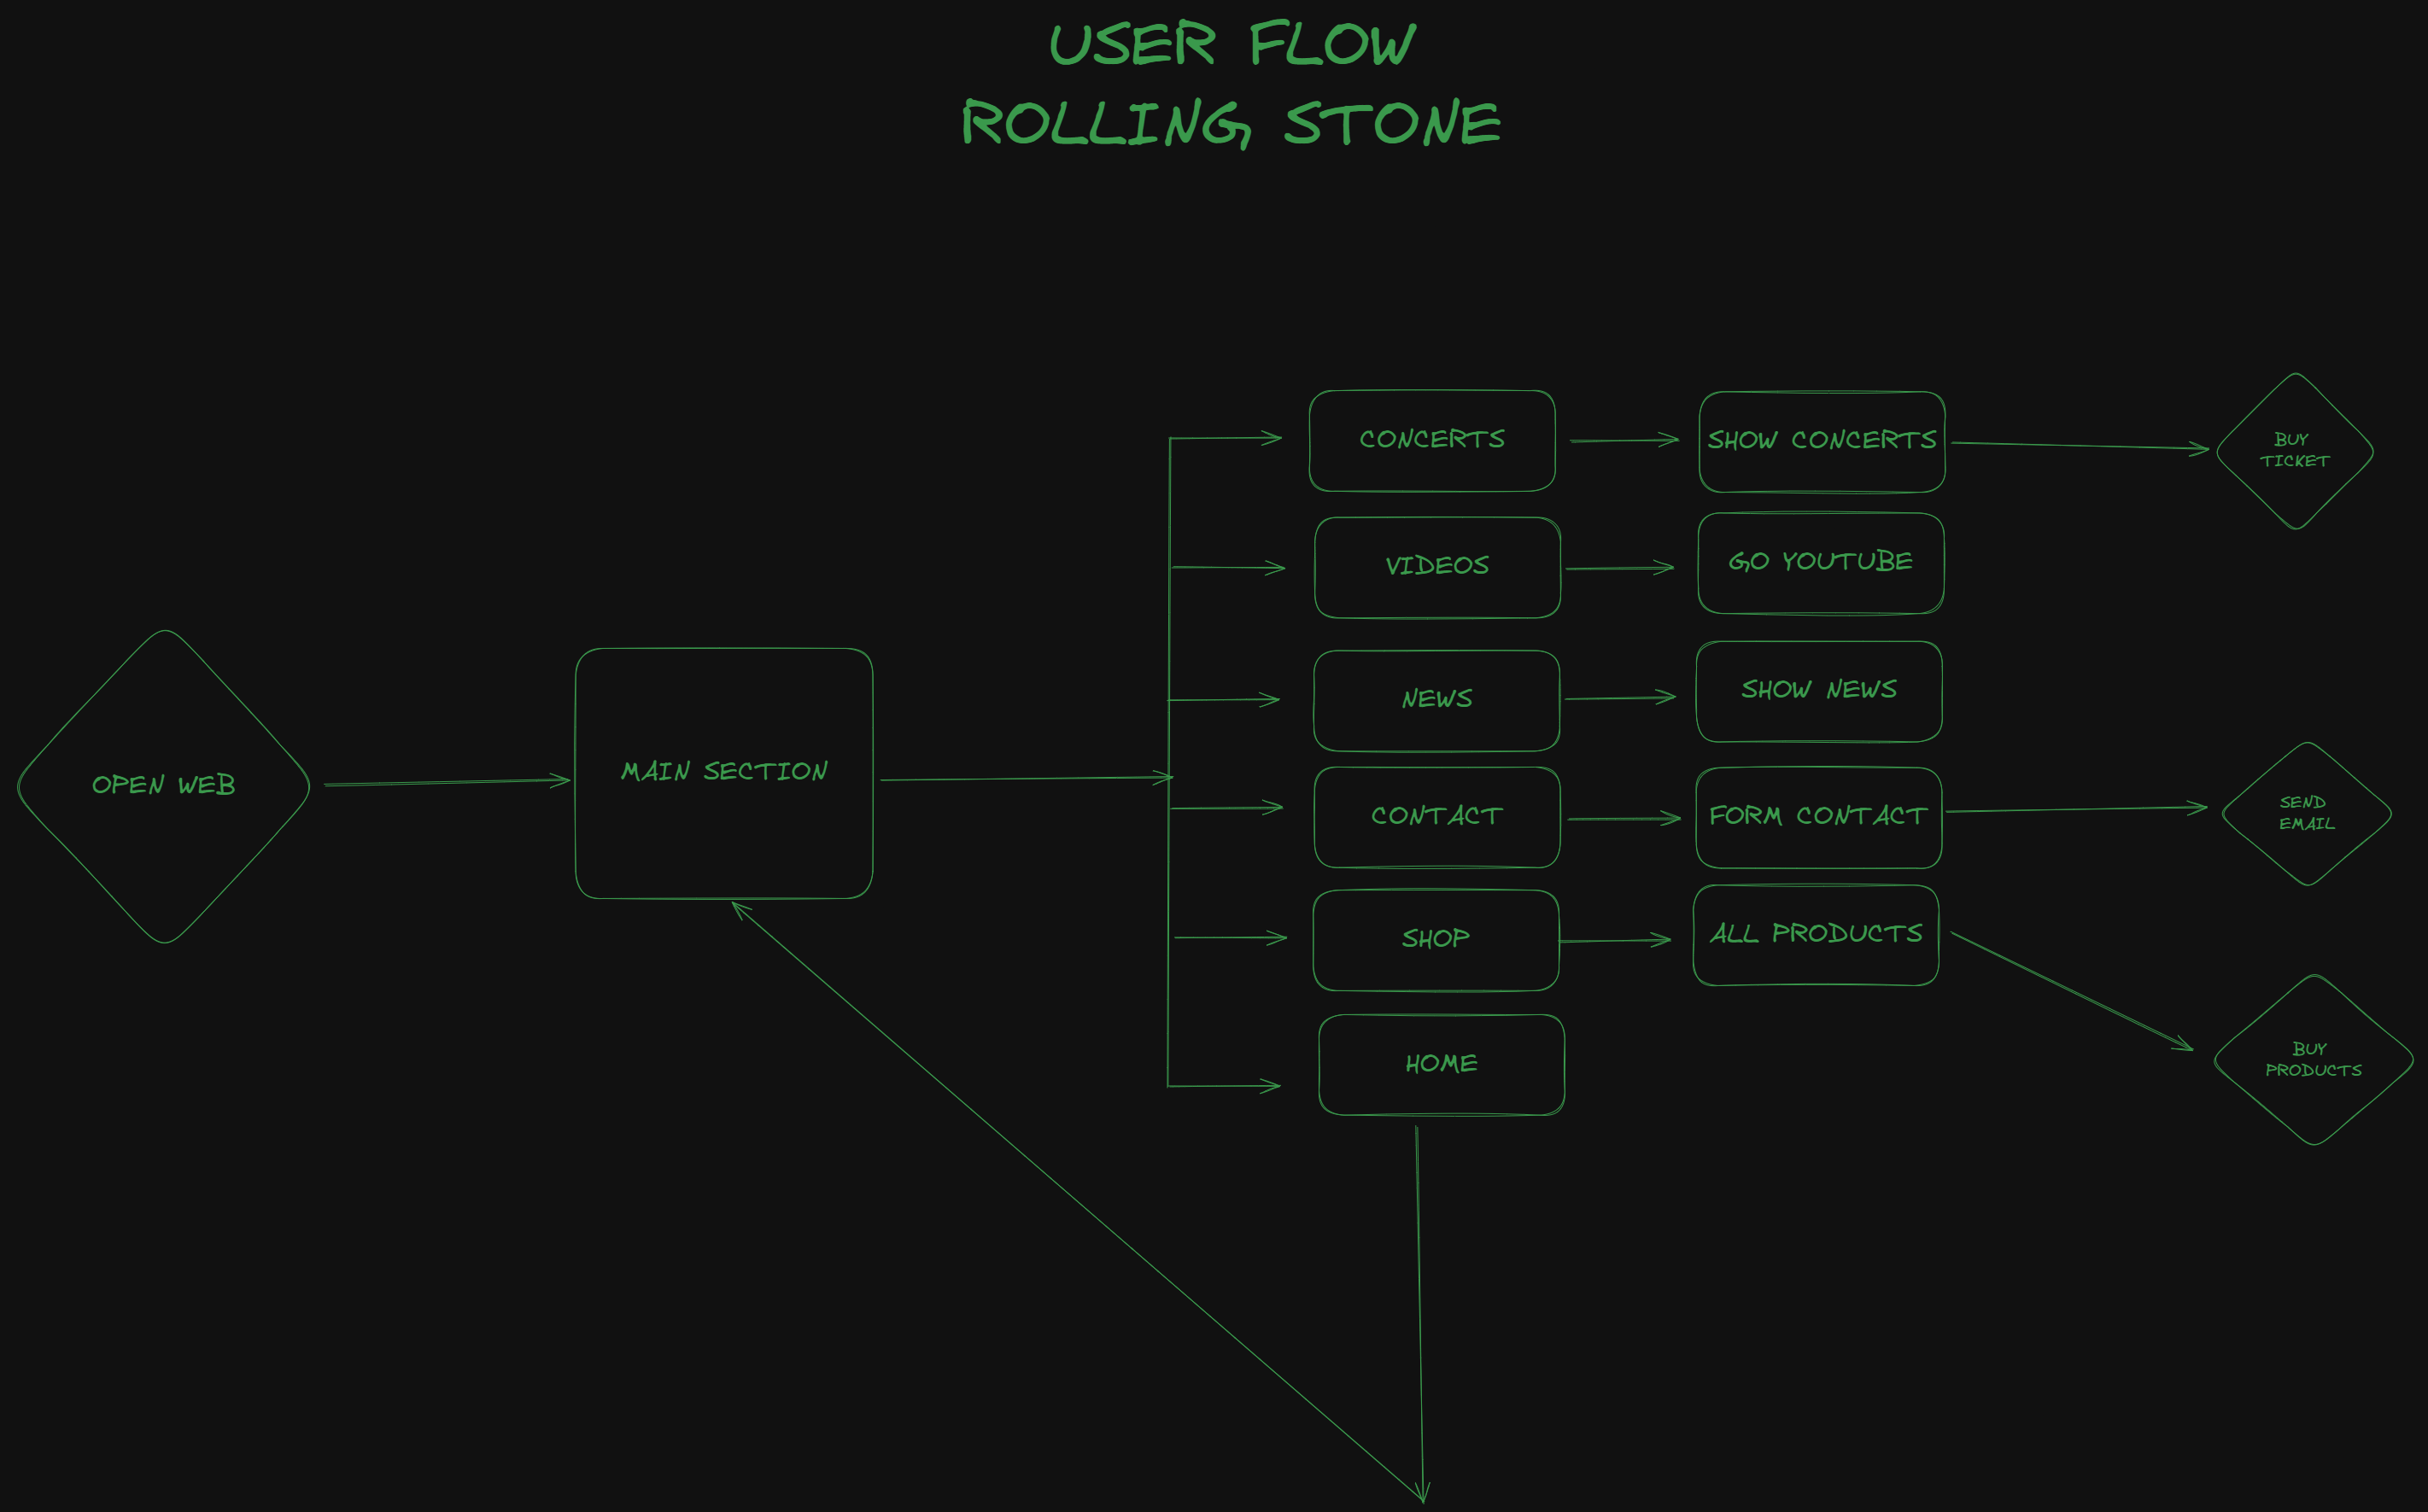 USER FLOW
ROLLING STONE
OPEN WEB
MAIN SECTION
CONCERTS
SHOW CONCERTS
BUY
TICKET
VIDEOS
GO YOUTUBE
NEWS
SHOW NEWS
CONTACT
FORM CONTACT
SEND
EMAIL
SHOP
ALL PRODUCTS
BUY
PRODUCTS
HOME